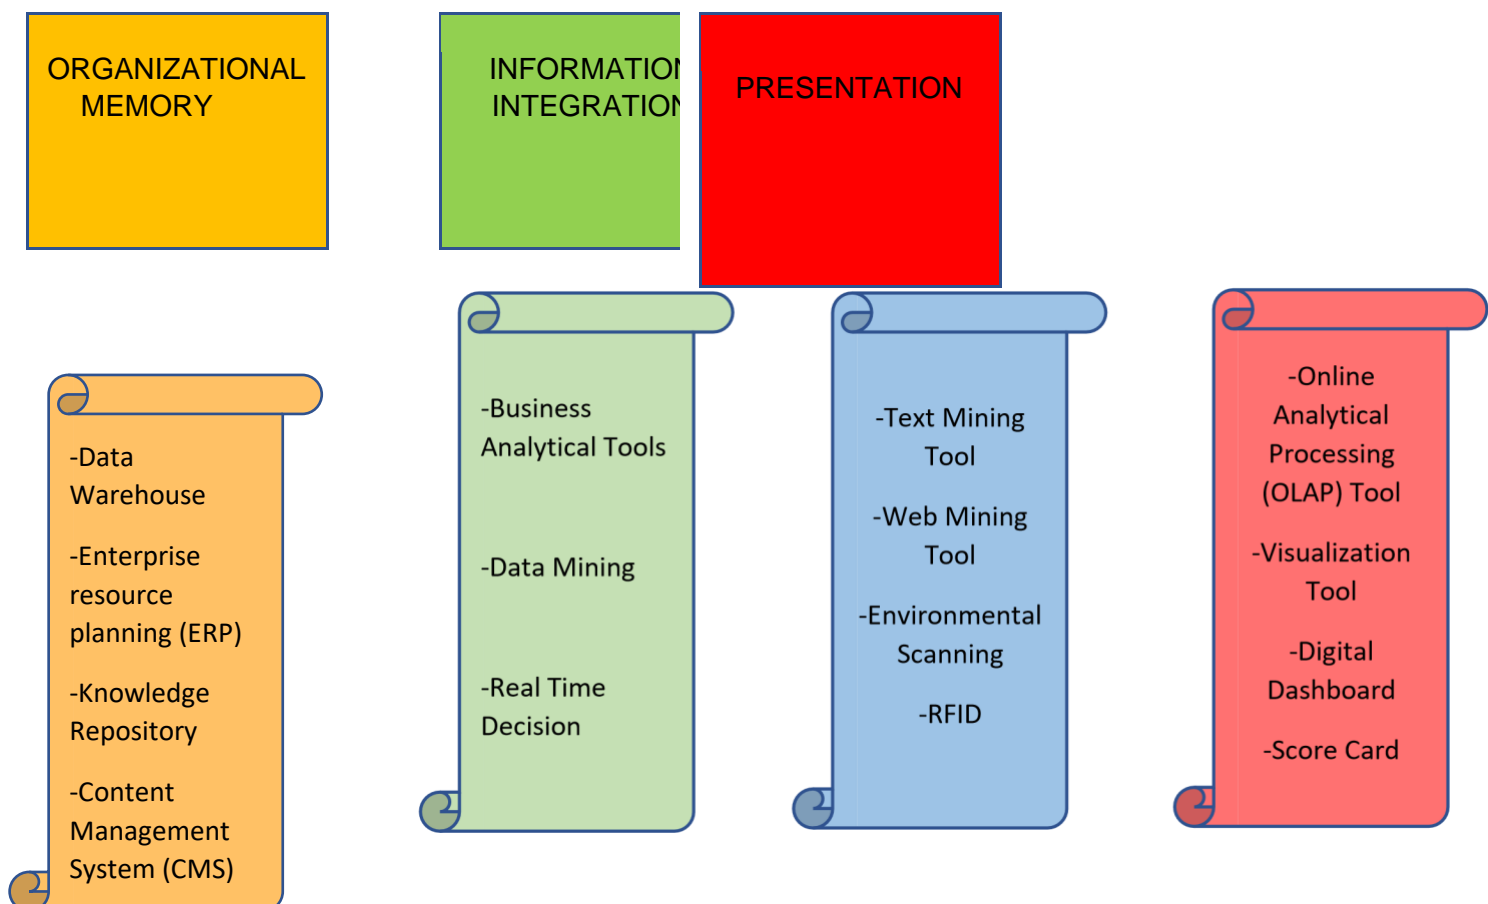 ORGANIZATIONAL
MEMORY
INFORMATION
INTEGRATION
PRESENTATION
-Data
Warehouse
-Enterprise
resource
planning (ERP)
-Knowledge
Repository
-Content
Management
System (CMS)
-Business
Analytical Tools
-Data Mining
-Real Time
Decision
-Text Mining
Tool
-Web Mining
Tool
-Environmental
Scanning
-RFID
-Online
Analytical
Processing
(OLAP) Tool
-Visualization
Tool
-Digital
Dashboard
-Score Card